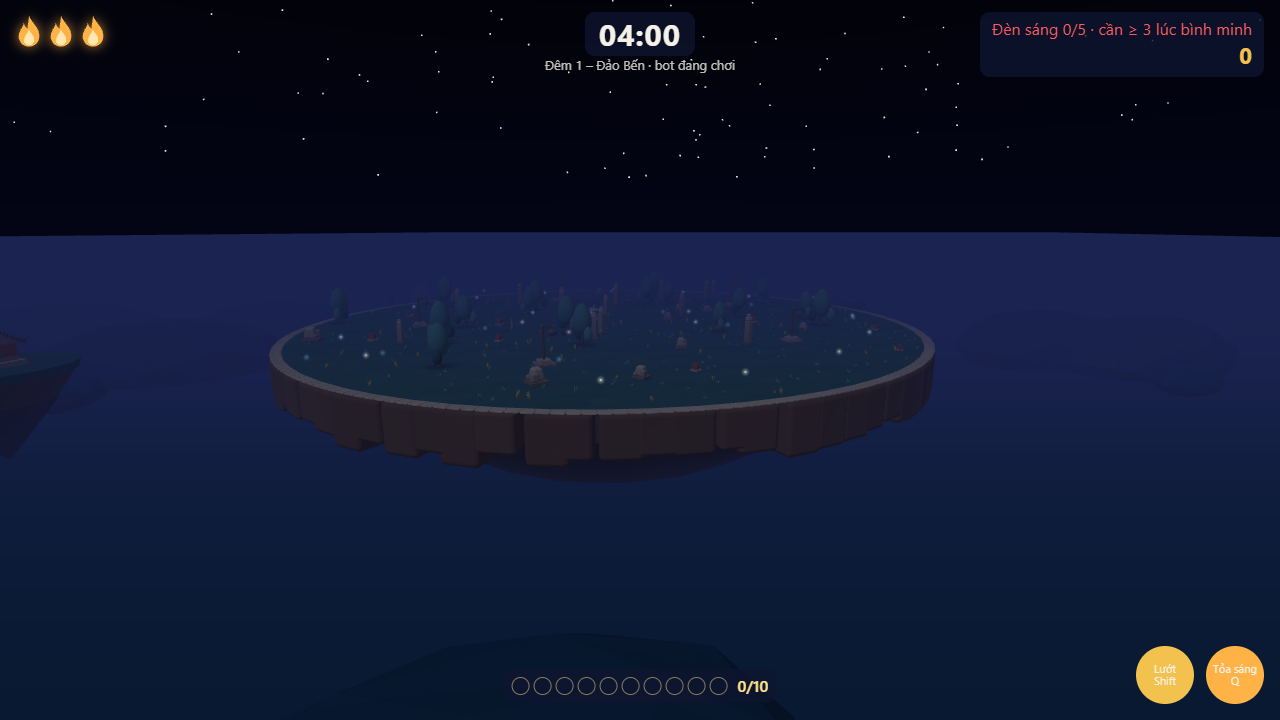 04:00
Đêm 1 – Đảo Bến · bot đang chơi
Đèn sáng 0/5 · cần ≥ 3 lúc bình minh
0
Lướt
Shift
Tỏa sáng
Q
0/10